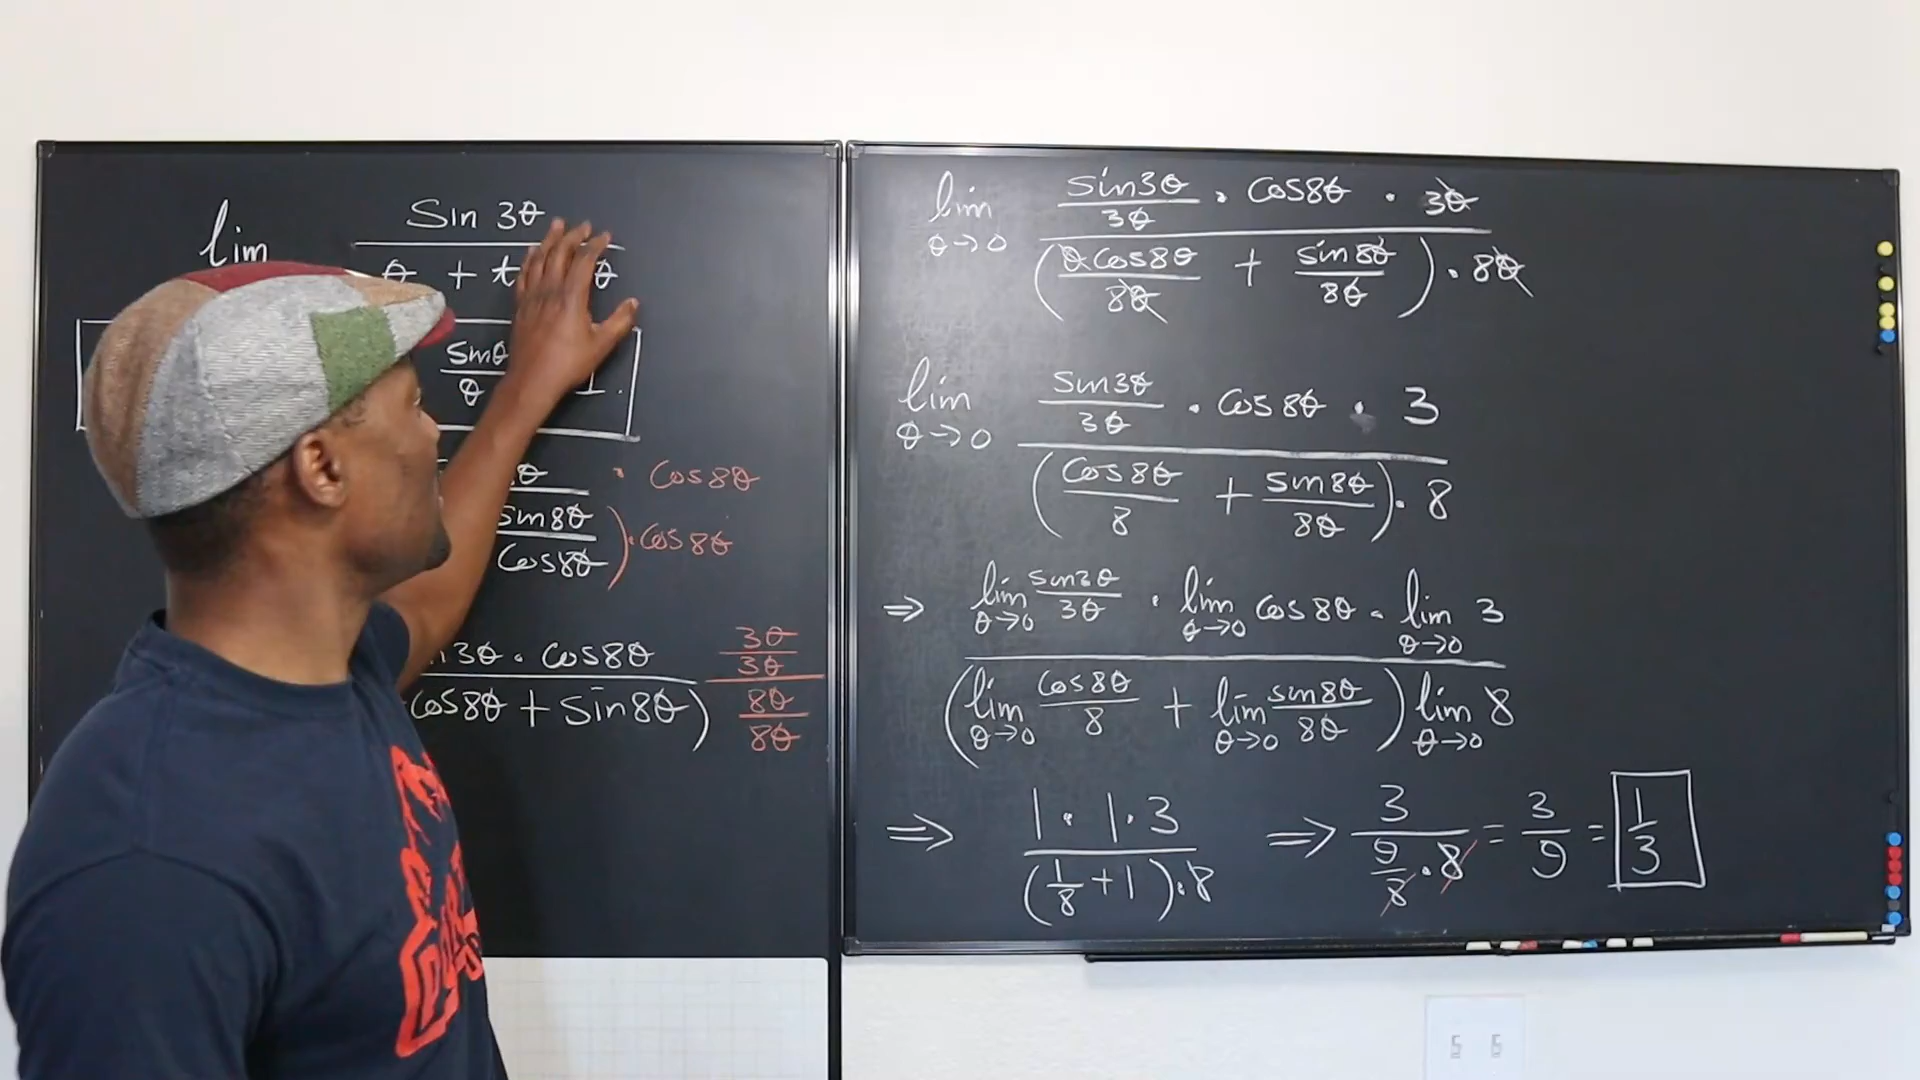 lim sin 3θ
θ + t θ
sinθ
θ 1.
θ · cos8θ
sin8θ
cos8θ ) · cos8θ
3θ · cos8θ 3θ
3θ
cos8θ + sin8θ) 8θ
8θ
lim sin3θ/3θ · cos8θ · 3θ
θ→0
(θcos8θ/8θ + sin8θ/8θ) · 8θ
lim sin3θ/3θ · cos8θ · 3
θ→0
(cos8θ/8 + sin8θ/8θ) · 8
⇒ lim θ→0 sin3θ/3θ · lim θ→0 cos8θ · lim θ→0 3
(lim θ→0 cos8θ/8 + lim θ→0 sin8θ/8θ) lim θ→0 8
⇒ 1 · 1 · 3 ⇒ 3 = 3/9 = 1/3
(1/8 + 1) · 8 9/8 · 8